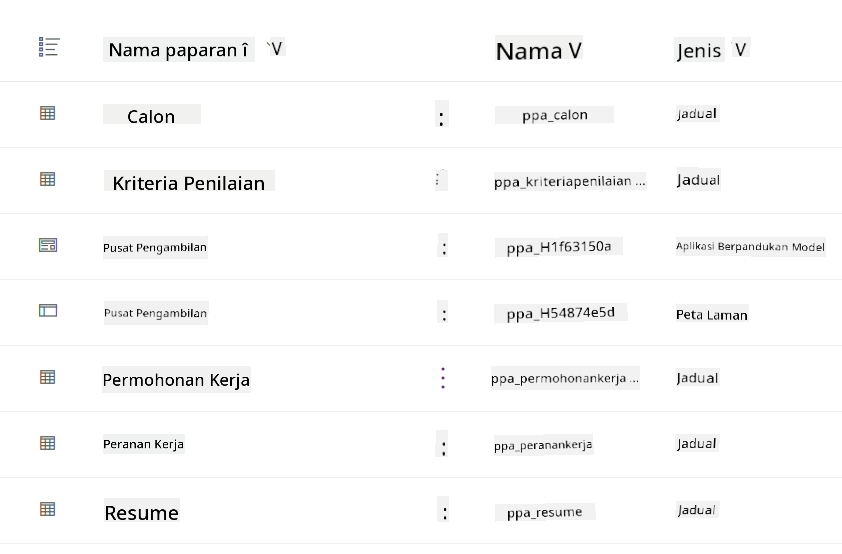 Nama paparan î V Nama V Jenis V
Calon : ppa_calon Jadual
Kriteria Penilaian : ppa_kriteriapenilaian ... Jadual
Pusat Pengambilan : ppa_H1f63150a Aplikasi Berpandukan Model
Pusat Pengambilan : ppa_H54874e5d Peta Laman
Permohonan Kerja ⋮ ppa_permohonankerja ... Jadual
Peranan Kerja : ppa_peranankerja Jadual
Resume : ppa_resume Jadual